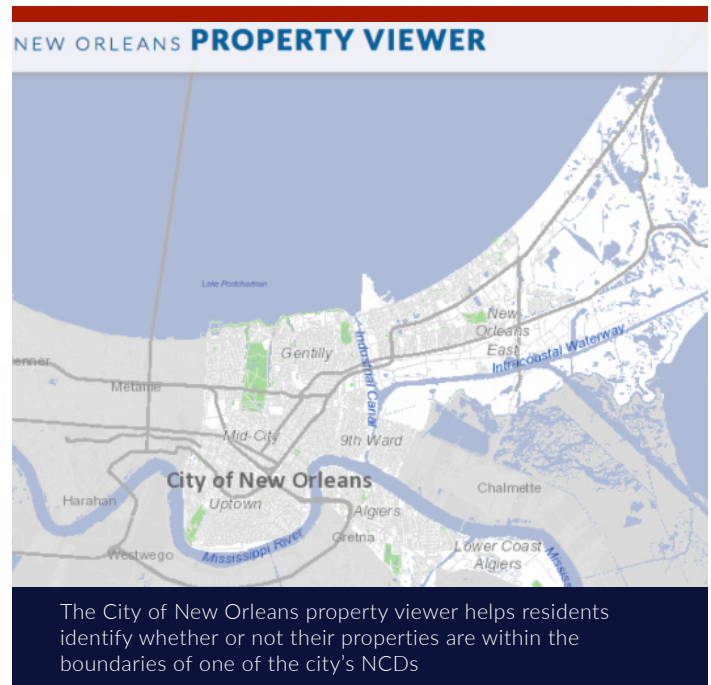 NEW ORLEANS PROPERTY VIEWER
Lake Pontchartrain
New
Orleans
East
Intracoastal Waterway
Industrial Canal
Gentilly
enner
Metairie
Mid-City
9th Ward
City of New Orleans
Uptown
Harahan
Chalmette
Algiers
Gretna
Westwego
Mississippi River
Lower Coast
Algiers
Mississ
The City of New Orleans property viewer helps residents
identify whether or not their properties are within the
boundaries of one of the city's NCDs